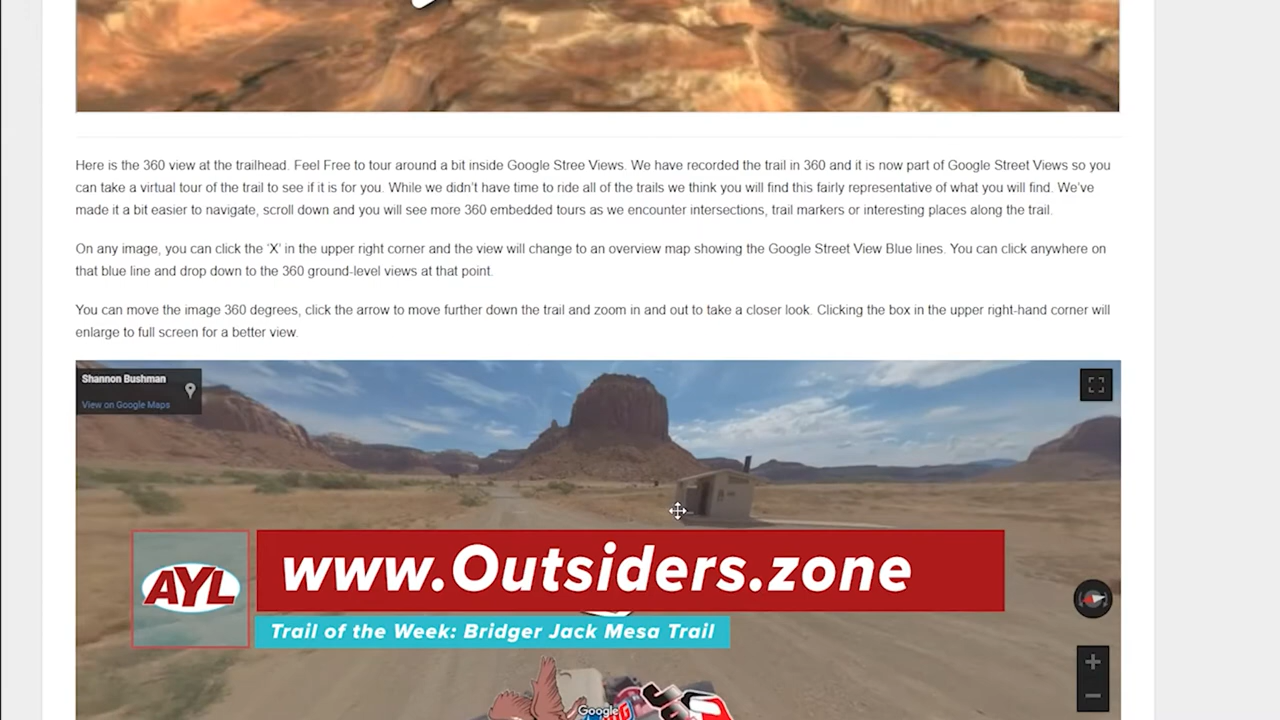 Here is the 360 view at the trailhead. Feel Free to tour around a bit inside Google Stree Views. We have recorded the trail in 360 and it is now part of Google Street Views so you
can take a virtual tour of the trail to see if it is for you. While we didn't have time to ride all of the trails we think you will find this fairly representative of what you will find. We've
made it a bit easier to navigate, scroll down and you will see more 360 embedded tours as we encounter intersections, trail markers or interesting places along the trail.
On any image, you can click the 'X' in the upper right corner and the view will change to an overview map showing the Google Street View Blue lines. You can click anywhere on
that blue line and drop down to the 360 ground-level views at that point.
You can move the image 360 degrees, click the arrow to move further down the trail and zoom in and out to take a closer look. Clicking the box in the upper right-hand corner will
enlarge to full screen for a better view.
Shannon Bushman
View on Google Maps
AYL
www.Outsiders.zone
Trail of the Week: Bridger Jack Mesa Trail
Google